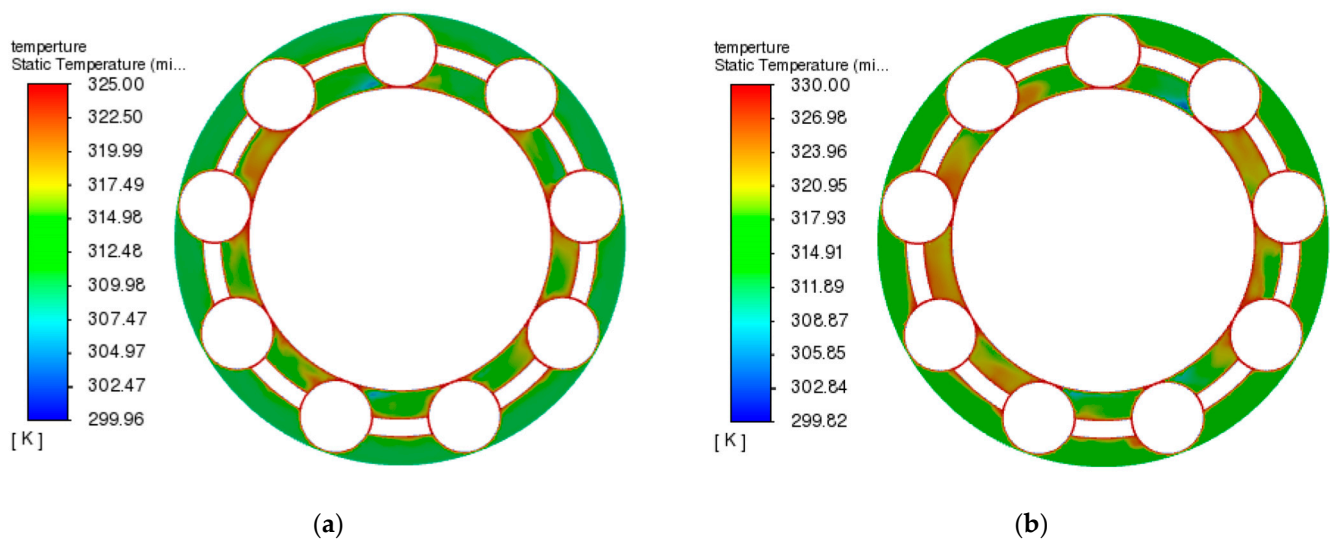 temperture
Static Temperature (mi...
325.00
322.50
319.99
317.49
314.98
312.48
309.98
307.47
304.97
302.47
299.96
[ K ]
(a)
temperture
Static Temperature (mi...
330.00
326.98
323.96
320.95
317.93
314.91
311.89
308.87
305.85
302.84
299.82
[ K ]
(b)